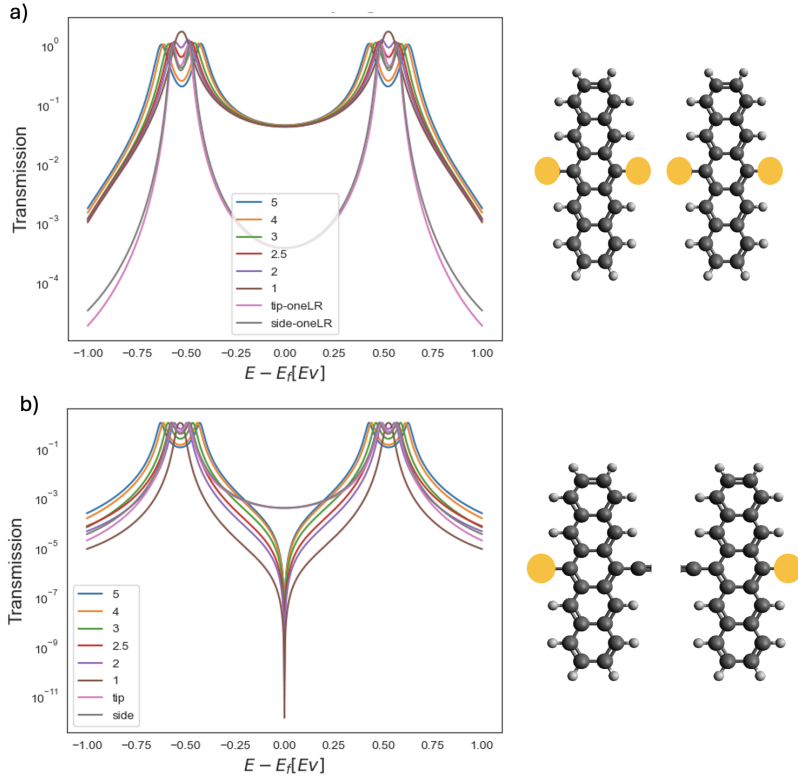 a)
10⁰
10⁻¹
10⁻²
10⁻³
10⁻⁴
Transmission
5
4
3
2.5
2
1
tip-oneLR
side-oneLR
−1.00 −0.75 −0.50 −0.25 0.00 0.25 0.50 0.75 1.00
E − E_f[Ev]
b)
10⁻¹
10⁻³
10⁻⁵
10⁻⁷
10⁻⁹
10⁻¹¹
Transmission
5
4
3
2.5
2
1
tip
side
−1.00 −0.75 −0.50 −0.25 0.00 0.25 0.50 0.75 1.00
E − E_f[Ev]